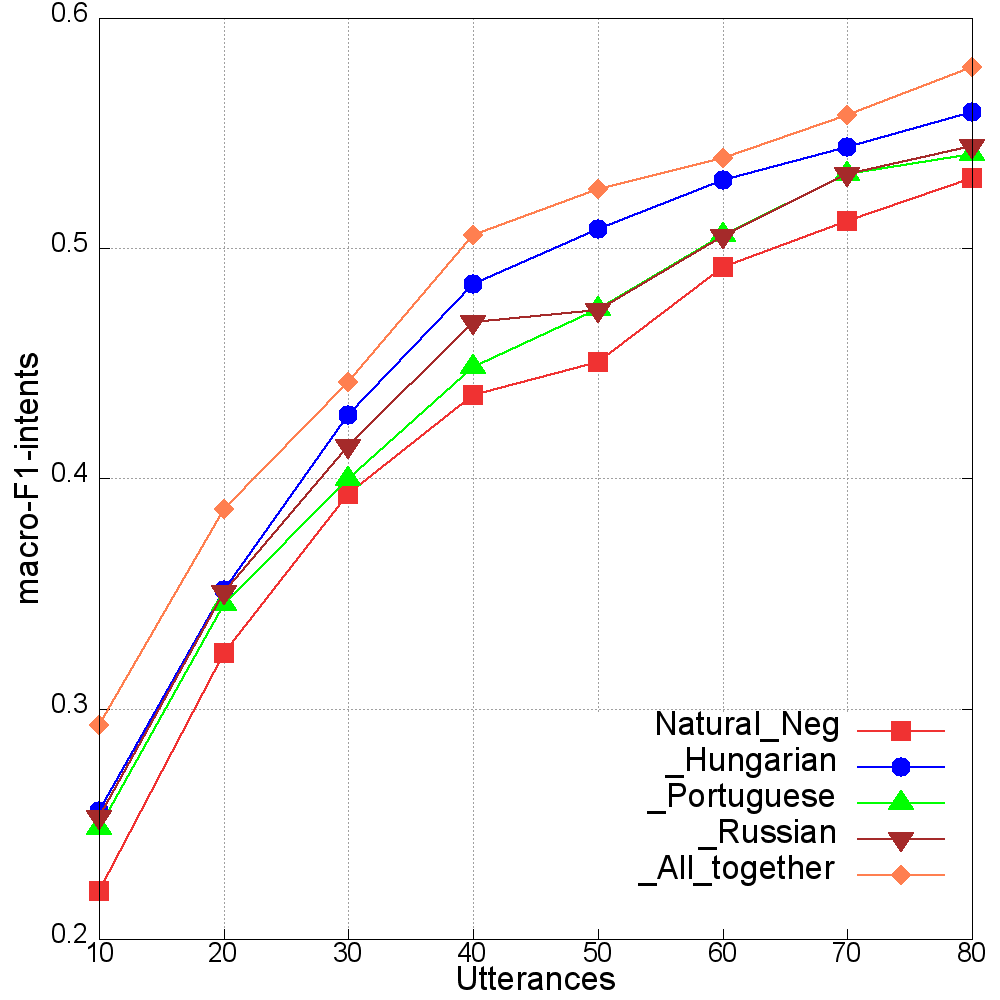 0.6
0.5
0.4
0.3
0.2
macro-F1-intents
Natural_Neg
_Hungarian
_Portuguese
_Russian
_All_together
10 20 30 40 50 60 70 80
Utterances